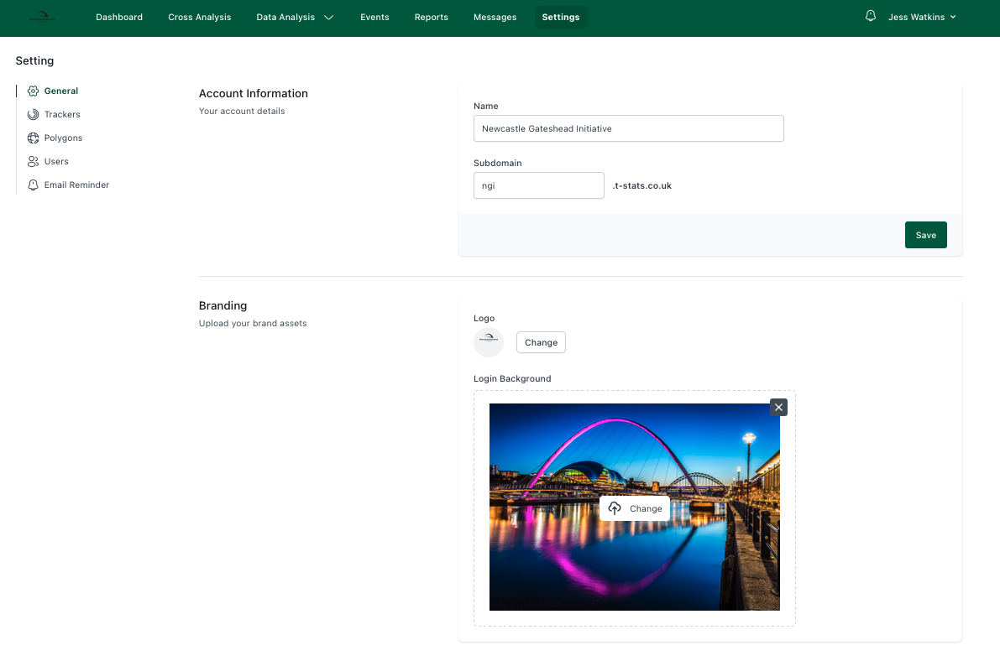 Dashboard Cross Analysis Data Analysis Events Reports Messages Settings Jess Watkins
Setting
General
Trackers
Polygons
Users
Email Reminder
Account Information
Your account details
Name
Newcastle Gateshead Initiative
Subdomain
ngi .t-stats.co.uk
Save
Branding
Upload your brand assets
Logo
Change
Login Background
Change